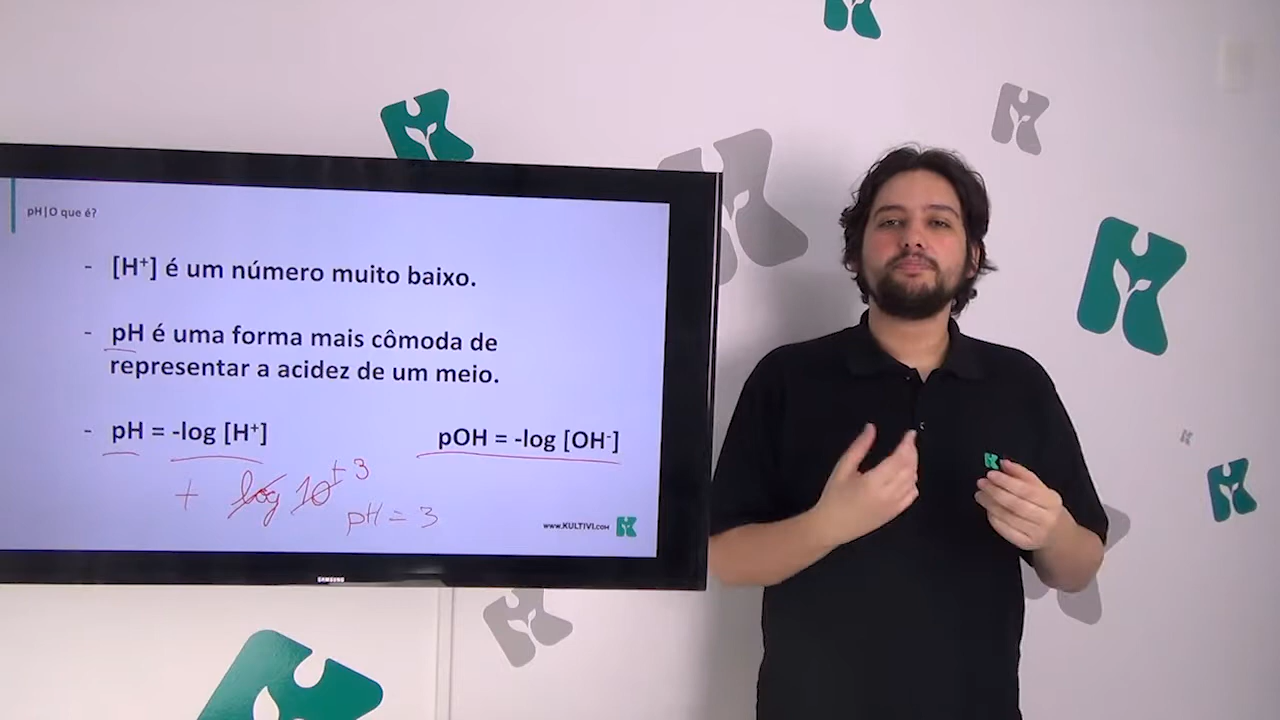 pH|O que é?
- [H⁺] é um número muito baixo.
- pH é uma forma mais cômoda de
representar a acidez de um meio.
- pH = -log [H⁺] pOH = -log [OH⁻]
+ log 10⁺³
pH = 3
www.KULTIVI.com
SAMSUNG